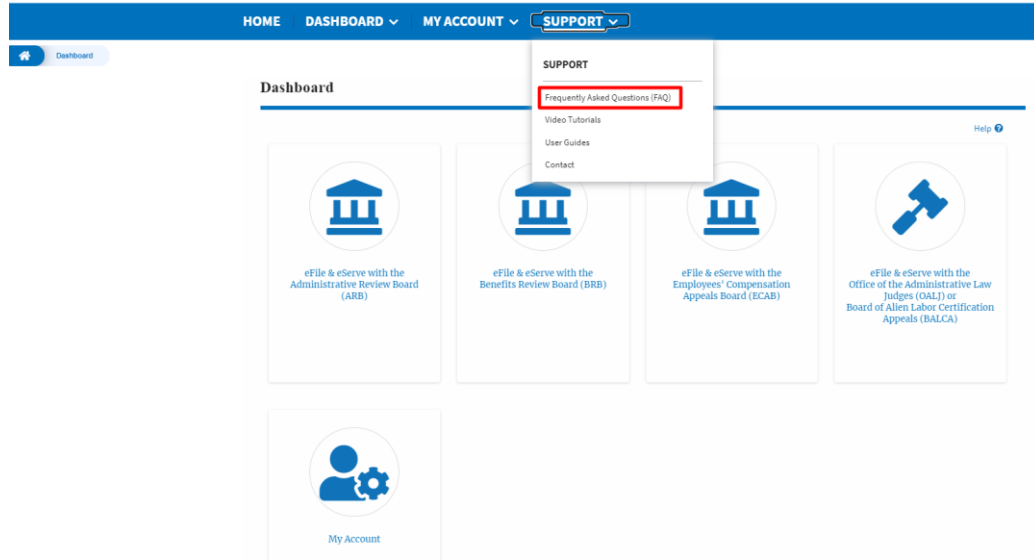 HOME DASHBOARD MY ACCOUNT SUPPORT
Dashboard
SUPPORT
Frequently Asked Questions (FAQ)
Video Tutorials
User Guides
Contact
Dashboard
Help
eFile & eServe with the
Administrative Review Board
(ARB)
eFile & eServe with the
Benefits Review Board (BRB)
eFile & eServe with the
Employees' Compensation
Appeals Board (ECAB)
eFile & eServe with the
Office of the Administrative Law
Judges (OALJ) or
Board of Alien Labor Certification
Appeals (BALCA)
My Account